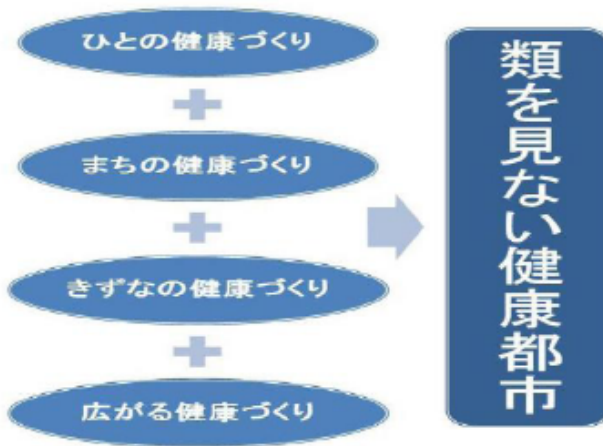 ひとの健康づくり
まちの健康づくり
きずなの健康づくり
広がる健康づくり
類を見ない健康都市